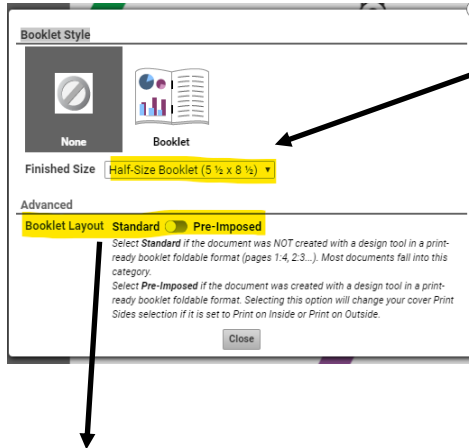 Booklet Style
None
Booklet
Finished Size Half-Size Booklet (5 ½ x 8 ½)
Advanced
Booklet Layout Standard Pre-Imposed
Select Standard if the document was NOT created with a design tool in a print-
ready booklet foldable format (pages 1:4, 2:3...). Most documents fall into this
category.
Select Pre-Imposed if the document was created with a design tool in a print-
ready booklet foldable format. Selecting this option will change your cover Print
Sides selection if it is set to Print on Inside or Print on Outside.
Close